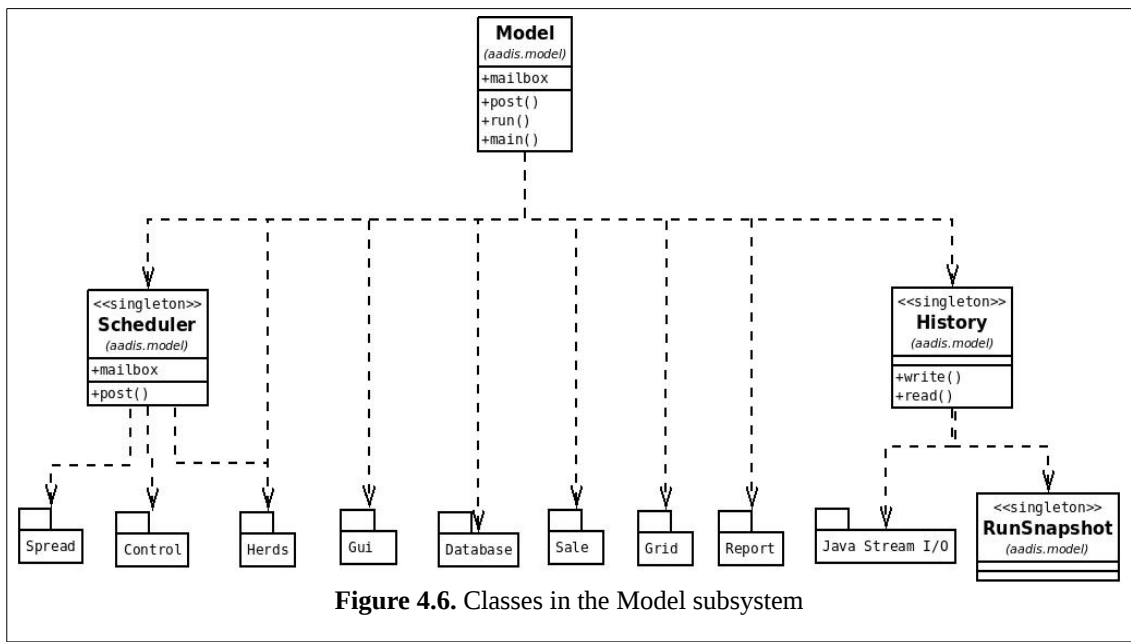 Model
(aadis.model)
+mailbox
+post()
+run()
+main()
<<singleton>>
Scheduler
(aadis.model)
+mailbox
+post()
<<singleton>>
History
(aadis.model)
+write()
+read()
Spread
Control
Herds
Gui
Database
Sale
Grid
Report
Java Stream I/O
<<singleton>>
RunSnapshot
(aadis.model)
Figure 4.6. Classes in the Model subsystem